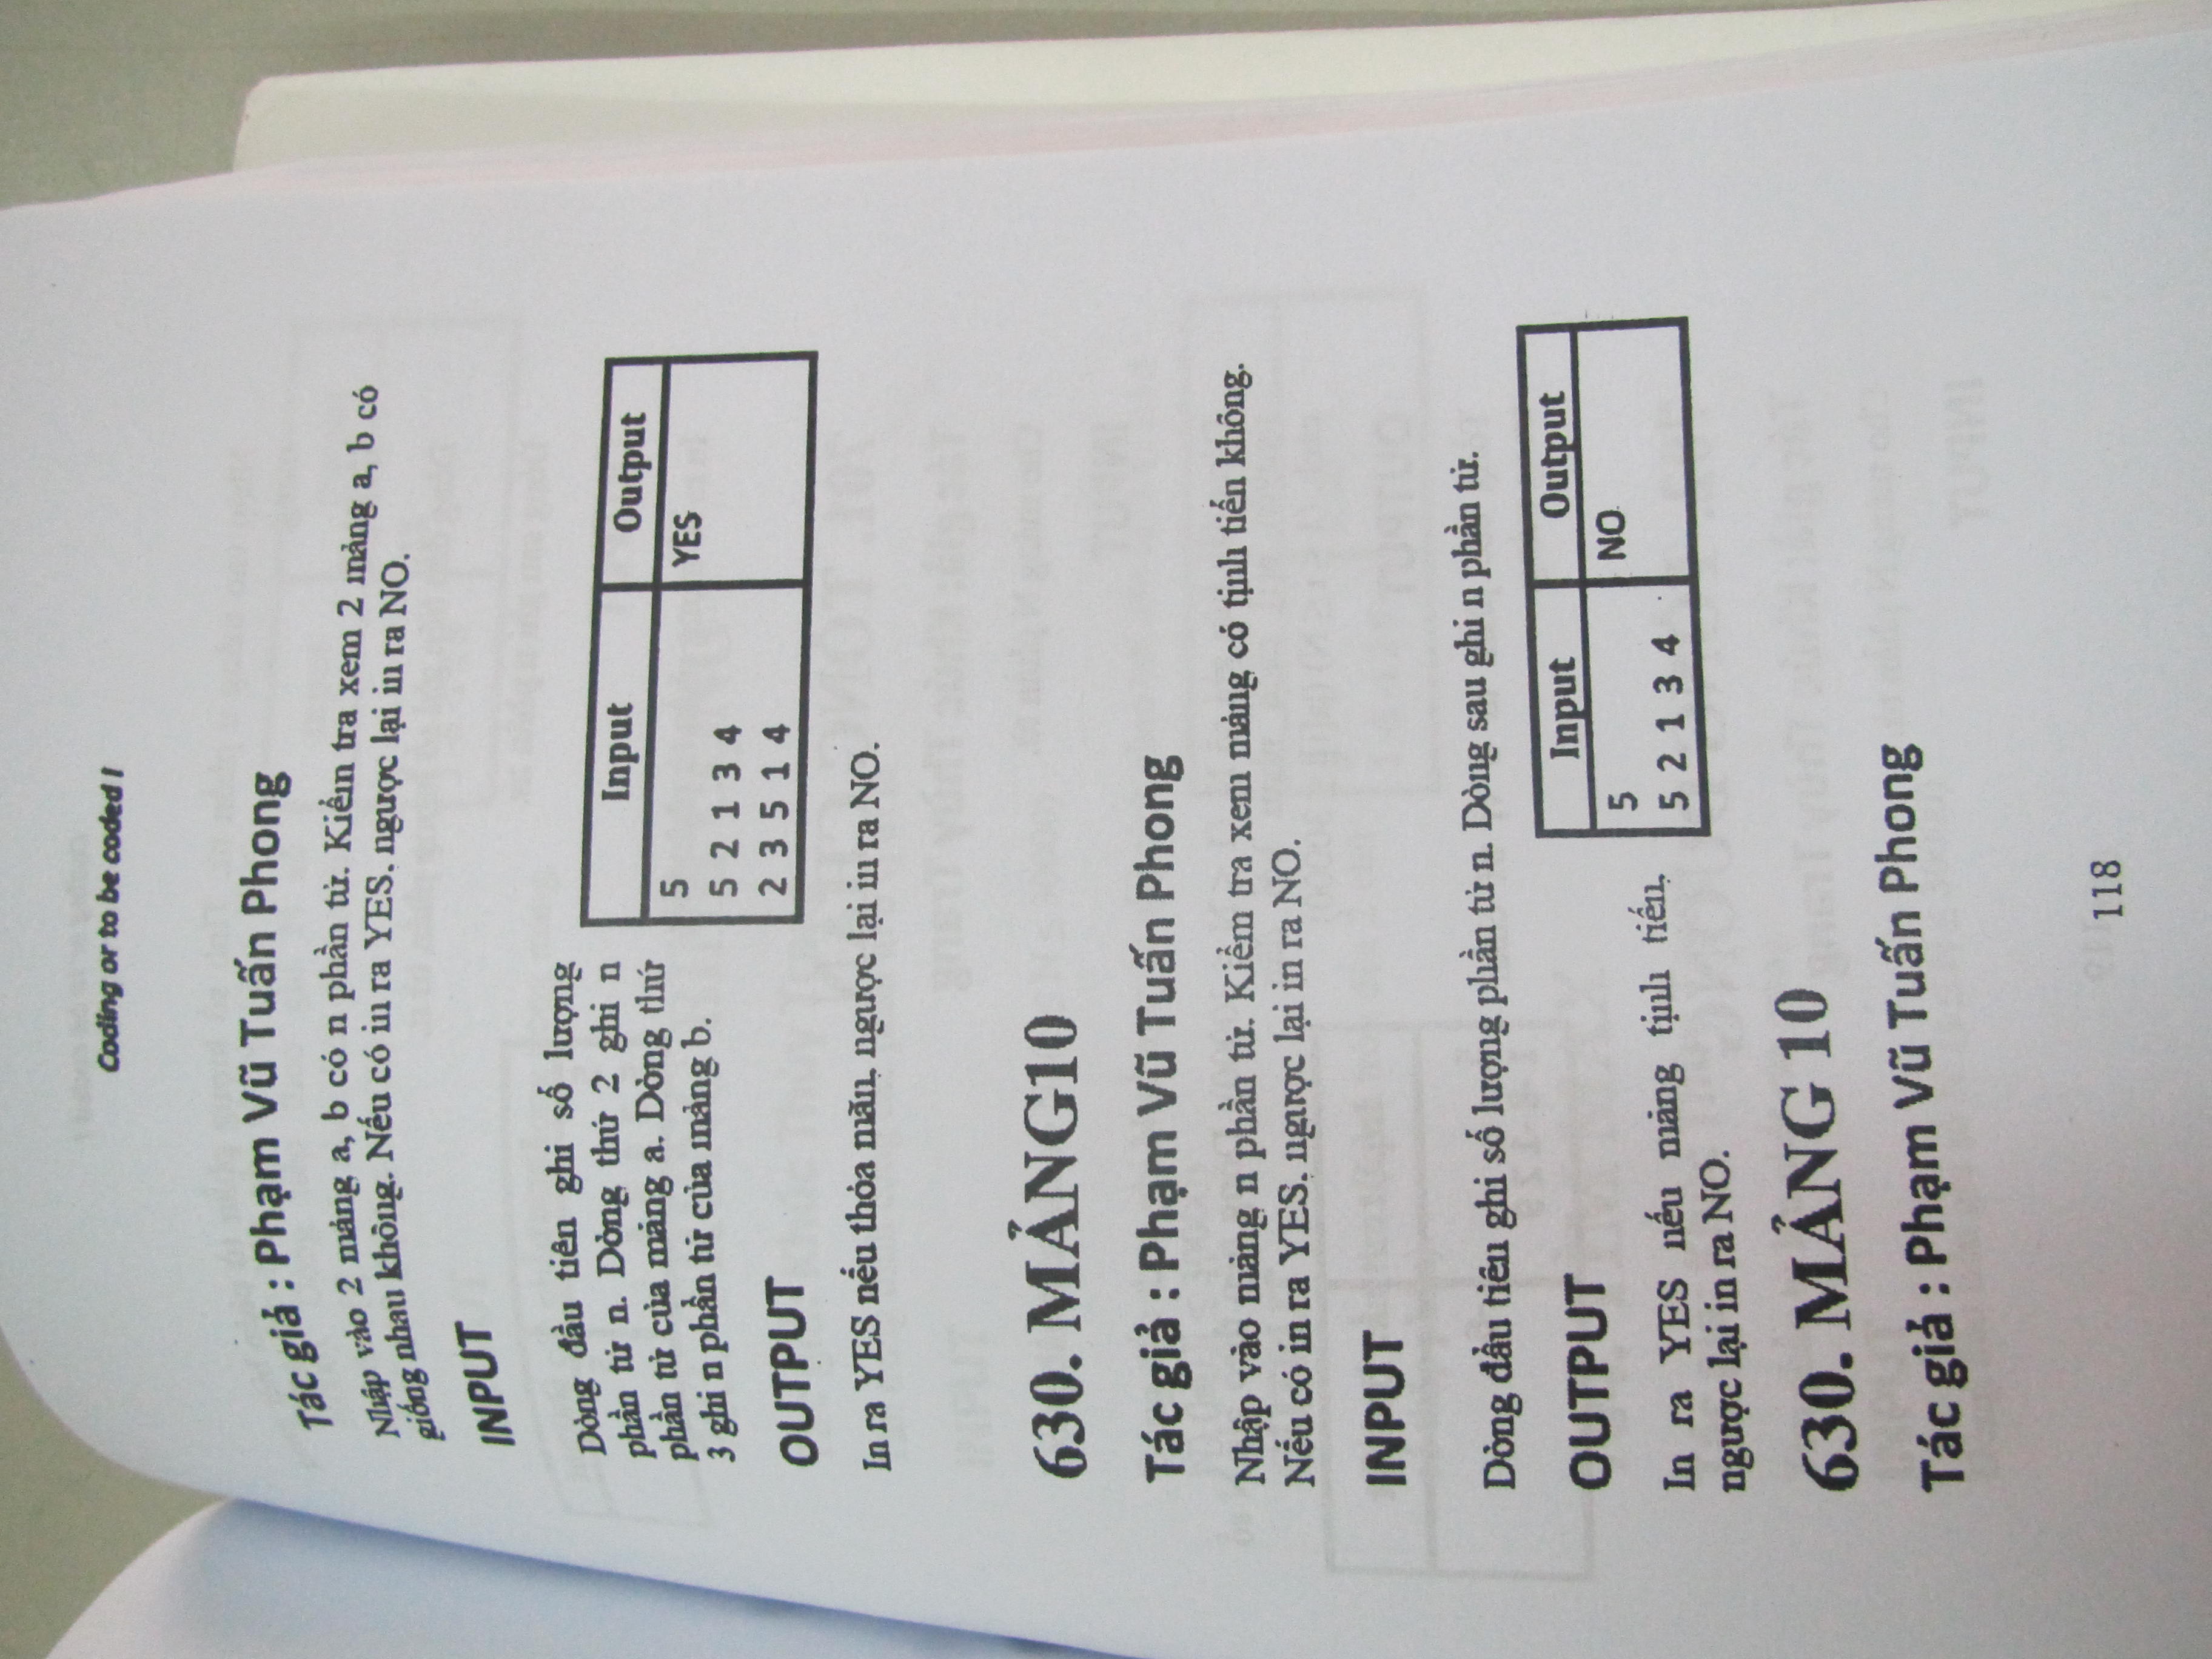 Coding or to be coded !
Tác giả : Phạm Vũ Tuấn Phong
Nhập vào 2 mảng a, b có n phần tử. Kiểm tra xem 2 mảng a, b có
giống nhau không. Nếu có in ra YES, ngược lại in ra NO.
INPUT
Dòng đầu tiên ghi số lượng
phần tử n. Dòng thứ 2 ghi n
phần tử của mảng a. Dòng thứ
3 ghi n phần tử của mảng b.
Input Output
5 YES
5 2 1 3 4
2 3 5 1 4
OUTPUT
In ra YES nếu thỏa mãn, ngược lại in ra NO.
630. MẢNG10
Tác giả : Phạm Vũ Tuấn Phong
Nhập vào mảng n phần tử. Kiểm tra xem mảng có tịnh tiến không.
Nếu có in ra YES, ngược lại in ra NO.
INPUT
Dòng đầu tiên ghi số lượng phần tử n. Dòng sau ghi n phần tử.
OUTPUT
In ra YES nếu mảng tịnh tiến,
ngược lại in ra NO.
Input Output
5 NO
5 2 1 3 4
630. MẢNG 10
Tác giả : Phạm Vũ Tuấn Phong
118